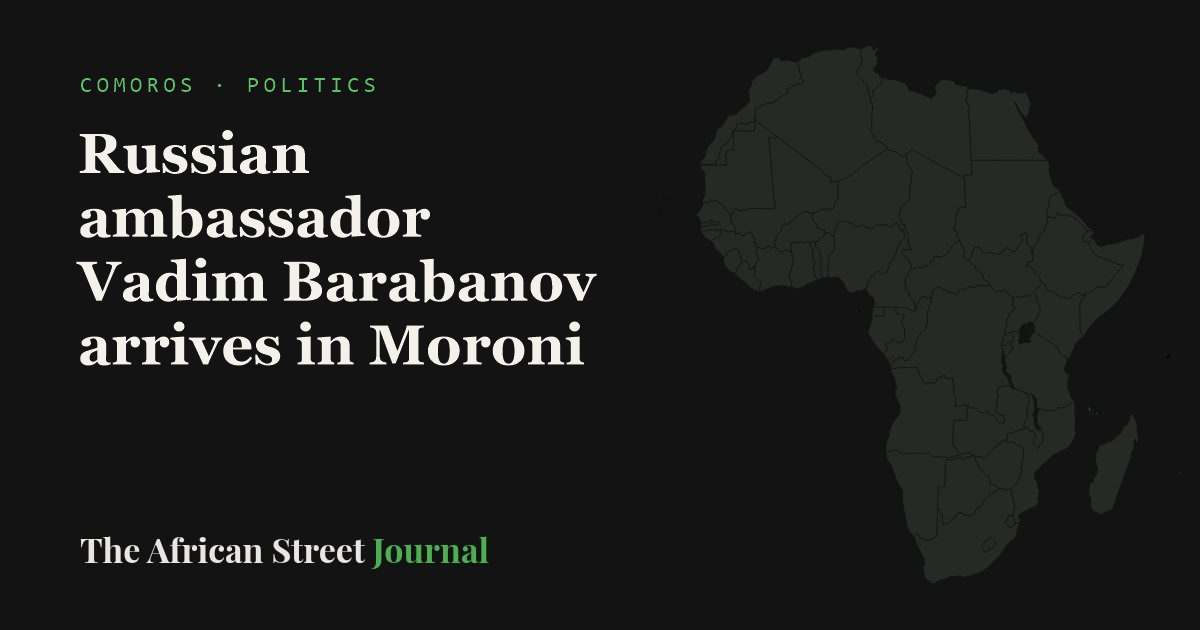 COMOROS · POLITICS
Russian
ambassador
Vadim Barabanov
arrives in Moroni
The African Street Journal